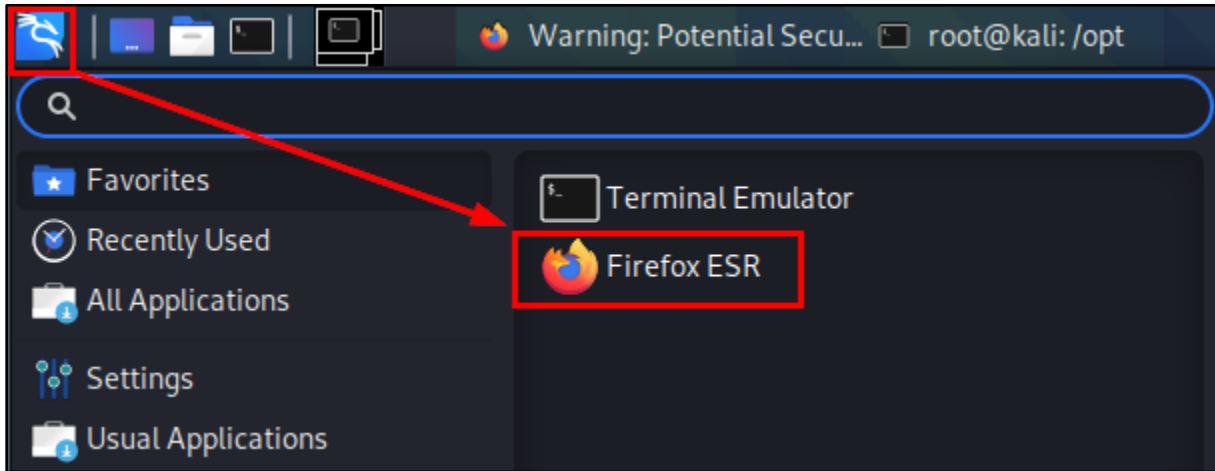 Warning: Potential Secu... root@kali: /opt
Favorites
Recently Used
All Applications
Settings
Usual Applications
$_ Terminal Emulator
Firefox ESR